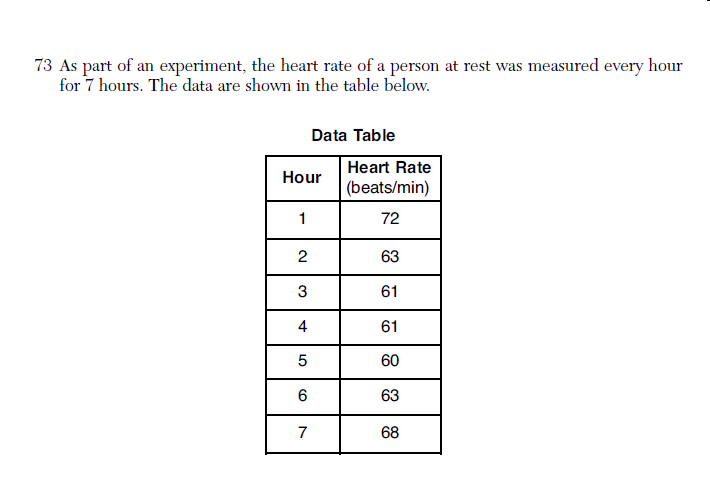 73 As part of an experiment, the heart rate of a person at rest was measured every hour
for 7 hours. The data are shown in the table below.
Data Table
Hour Heart Rate
(beats/min)
1 72
2 63
3 61
4 61
5 60
6 63
7 68